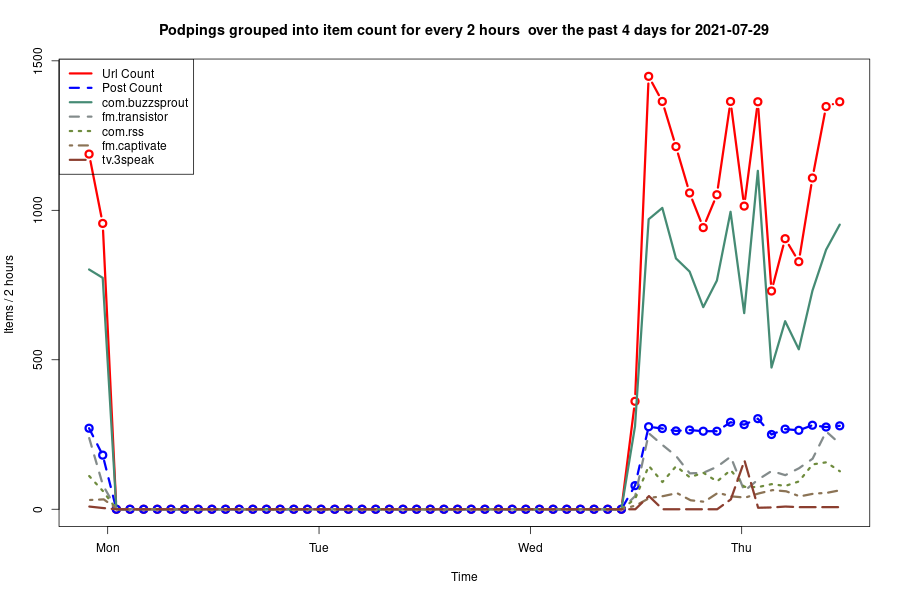 Podpings grouped into item count for every 2 hours  over the past 4 days for 2021-07-29
Items / 2 hours
1500
1000
500
0
Url Count
Post Count
com.buzzsprout
fm.transistor
com.rss
fm.captivate
tv.3speak
Mon
Tue
Wed
Thu
Time